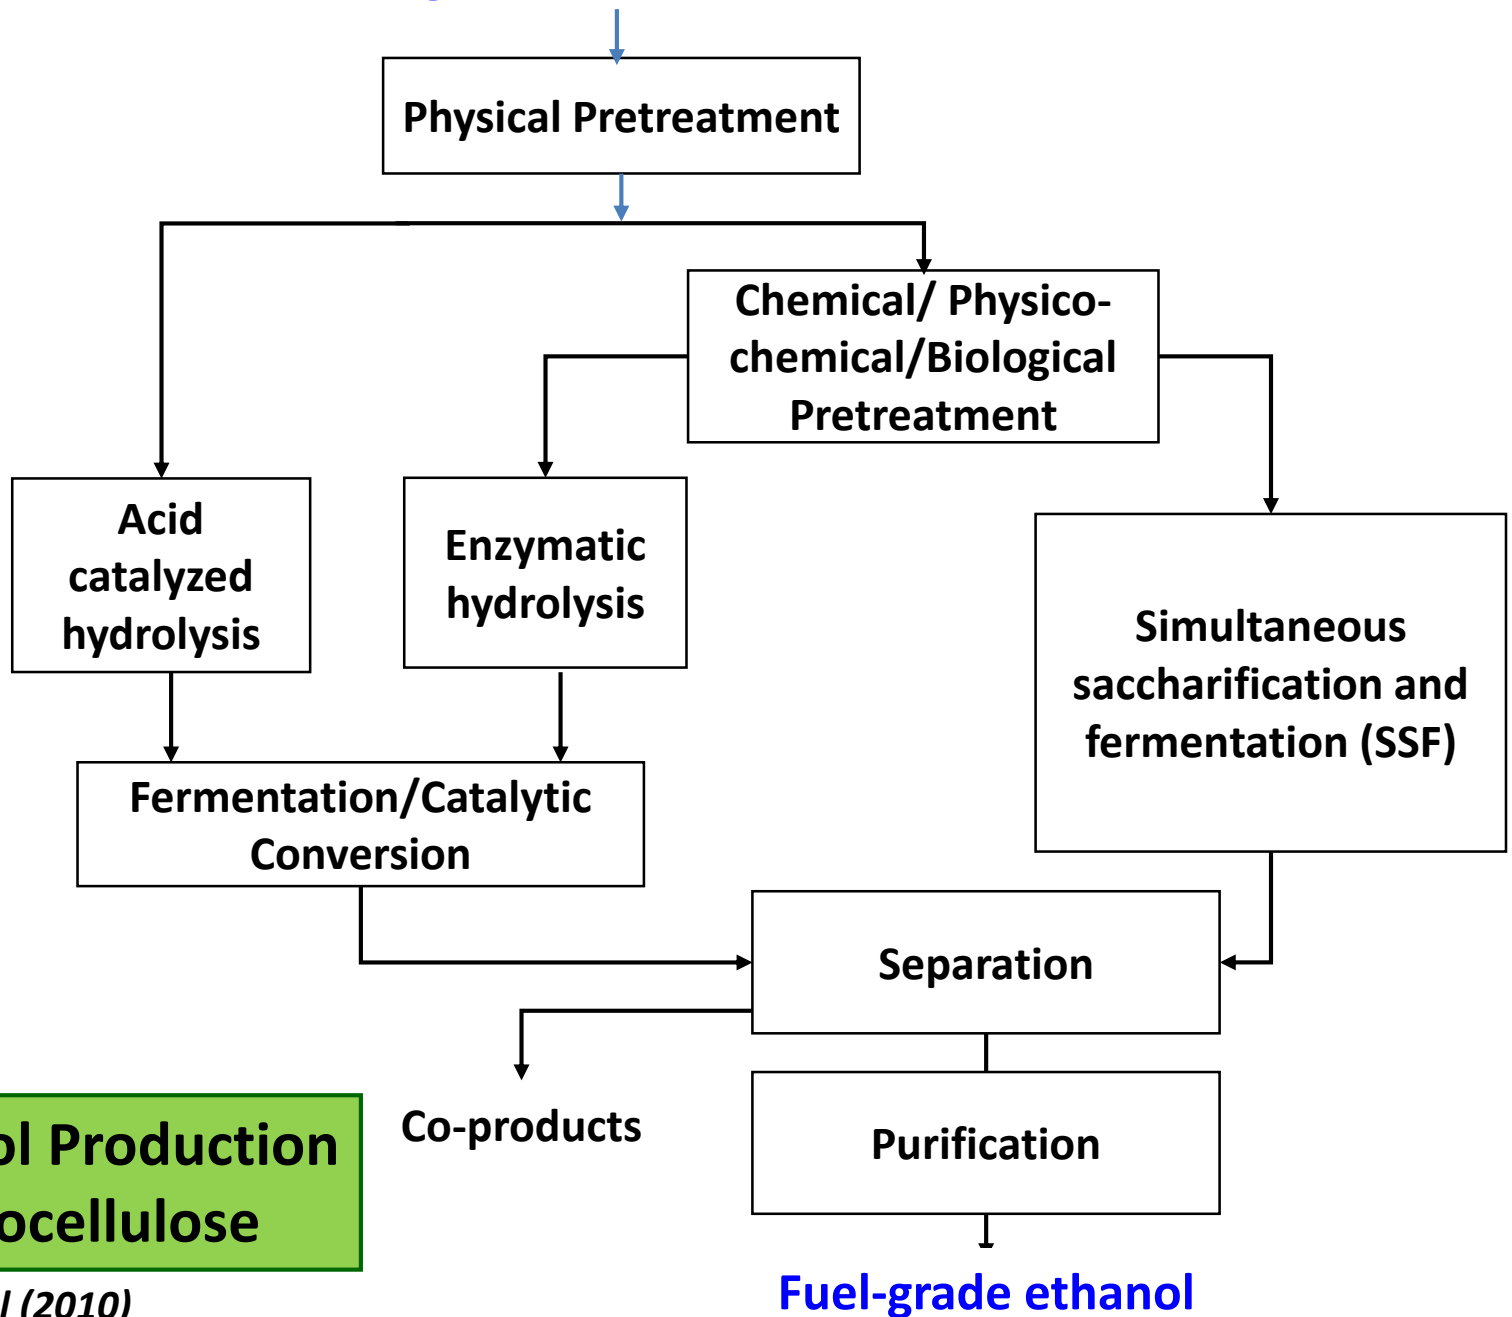 Physical Pretreatment
Chemical/ Physico-
chemical/Biological
Pretreatment
Acid
catalyzed
hydrolysis
Enzymatic
hydrolysis
Simultaneous
saccharification and
fermentation (SSF)
Fermentation/Catalytic
Conversion
Separation
Co-products
Purification
ol Production
ocellulose
Fuel-grade ethanol
l (2010)